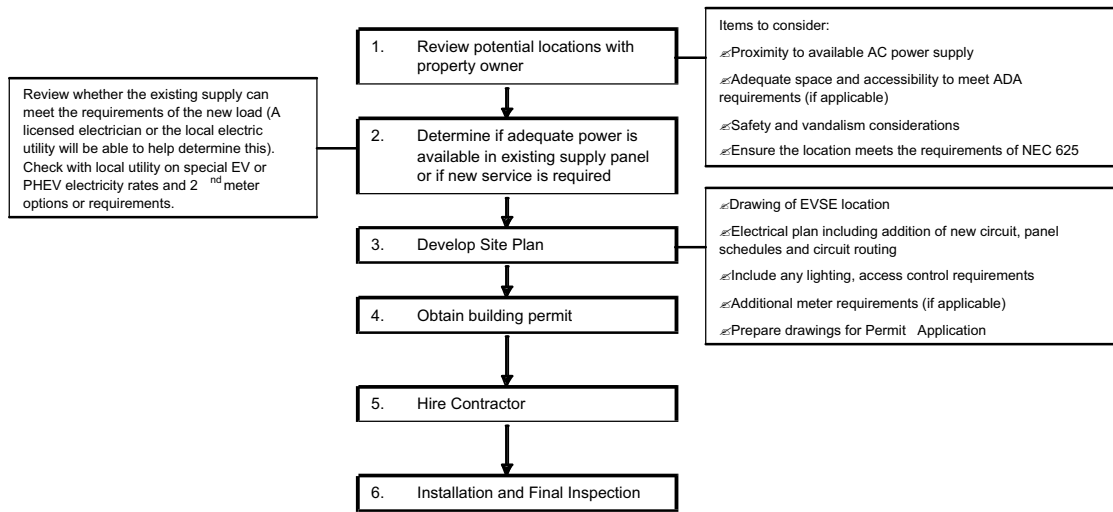 1. Review potential locations with
property owner
Items to consider:
Proximity to available AC power supply
Adequate space and accessibility to meet ADA
requirements (if applicable)
Safety and vandalism considerations
Ensure the location meets the requirements of NEC 625
Review whether the existing supply can
meet the requirements of the new load (A
licensed electrician or the local electric
utility will be able to help determine this).
Check with local utility on special EV or
PHEV electricity rates and 2 nd meter
options or requirements.
2. Determine if adequate power is
available in existing supply panel
or if new service is required
3. Develop Site Plan
Drawing of EVSE location
Electrical plan including addition of new circuit, panel
schedules and circuit routing
Include any lighting, access control requirements
Additional meter requirements (if applicable)
Prepare drawings for Permit Application
4. Obtain building permit
5. Hire Contractor
6. Installation and Final Inspection